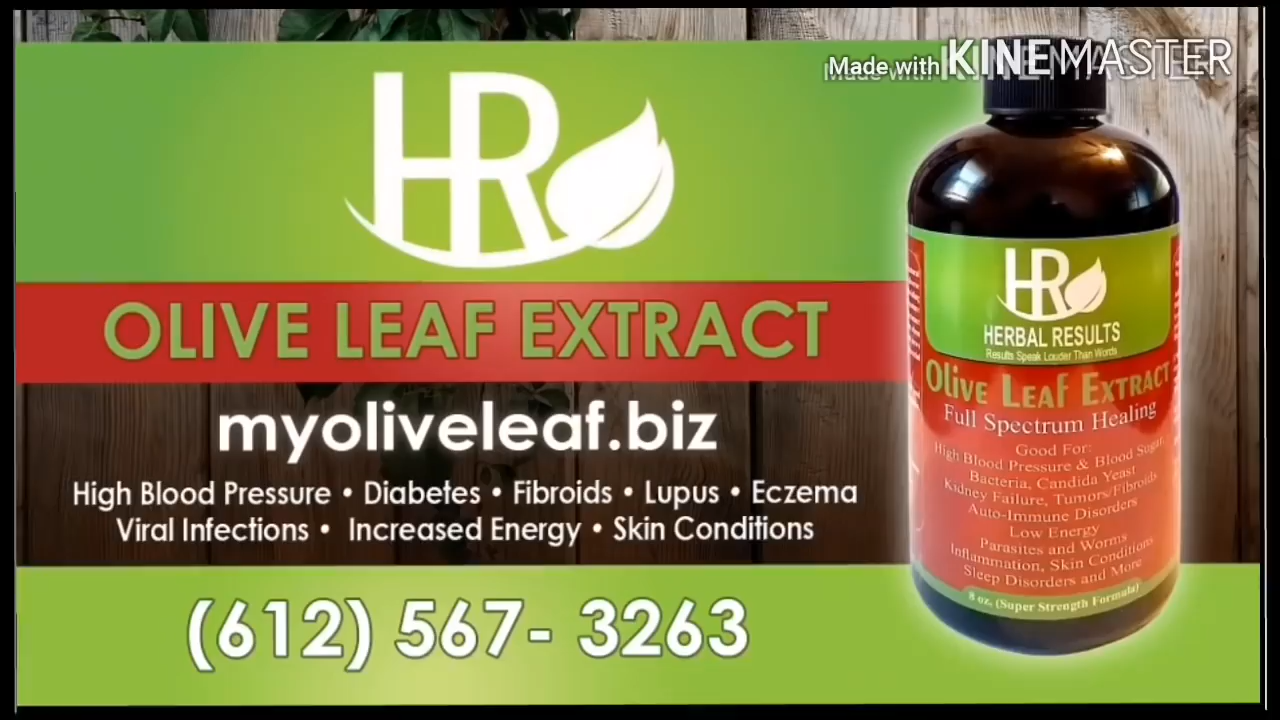 Made with KINEMASTER
HR
OLIVE LEAF EXTRACT
myoliveleaf.biz
High Blood Pressure • Diabetes • Fibroids • Lupus • Eczema
Viral Infections • Increased Energy • Skin Conditions
(612) 567- 3263
HR
HERBAL RESULTS
Results Speak Louder Than Words
Olive Leaf Extract
Full Spectrum Healing
Good For:
High Blood Pressure & Blood Sugar
Bacteria, Candida Yeast
Kidney Failure, Tumors/Fibroids
Auto-Immune Disorders
Low Energy
Parasites and Worms
Inflammation, Skin Conditions
Sleep Disorders and More
8 oz. (Super Strength Formula)